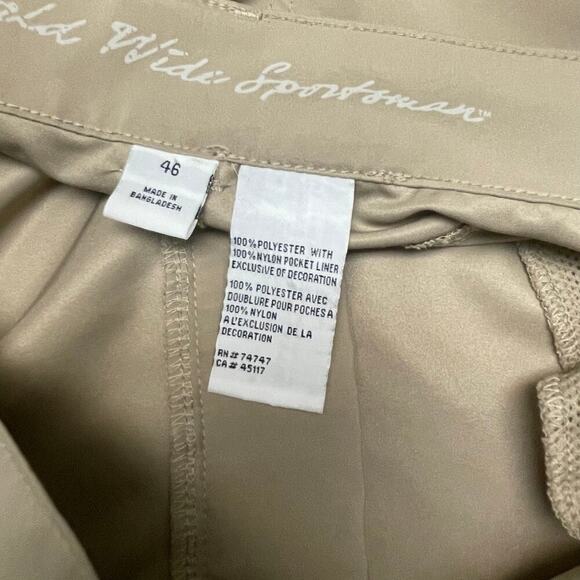 Wide Sportsman™
46
MADE IN
BANGLADESH
100% POLYESTER WITH
100% NYLON POCKET LINER
EXCLUSIVE OF DECORATION
100% POLYESTER AVEC
DOUBLURE POUR POCHES A
100% NYLON
A L'EXCLUSION DE LA
DECORATION
RN# 74747
CA# 45117